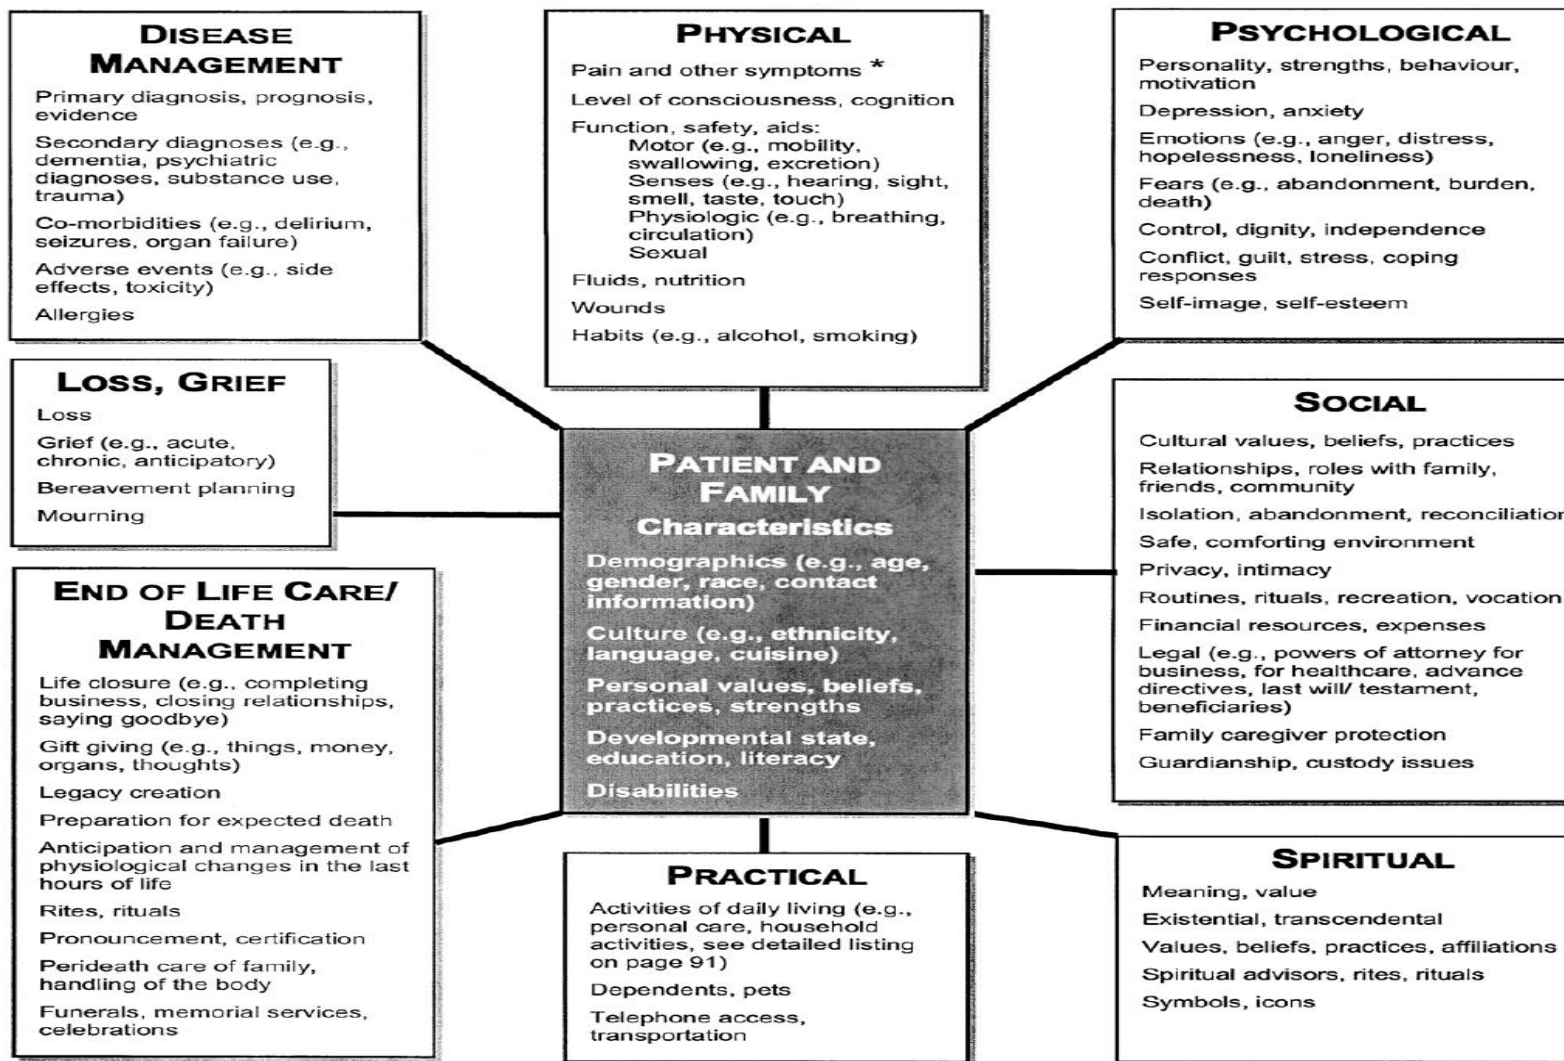 DISEASE
MANAGEMENT
Primary diagnosis, prognosis,
evidence
Secondary diagnoses (e.g.,
dementia, psychiatric
diagnoses, substance use,
trauma)
Co-morbidities (e.g., delirium,
seizures, organ failure)
Adverse events (e.g., side
effects, toxicity)
Allergies
PHYSICAL
Pain and other symptoms *
Level of consciousness, cognition
Function, safety, aids:
Motor (e.g., mobility,
swallowing, excretion)
Senses (e.g., hearing, sight,
smell, taste, touch)
Physiologic (e.g., breathing,
circulation)
Sexual
Fluids, nutrition
Wounds
Habits (e.g., alcohol, smoking)
PSYCHOLOGICAL
Personality, strengths, behaviour,
motivation
Depression, anxiety
Emotions (e.g., anger, distress,
hopelessness, loneliness)
Fears (e.g., abandonment, burden,
death)
Control, dignity, independence
Conflict, guilt, stress, coping
responses
Self-image, self-esteem
LOSS, GRIEF
Loss
Grief (e.g., acute,
chronic, anticipatory)
Bereavement planning
Mourning
PATIENT AND
FAMILY
Characteristics
Demographics (e.g., age,
gender, race, contact
information)
Culture (e.g., ethnicity,
language, cuisine)
Personal values, beliefs,
practices, strengths
Developmental state,
education, literacy
Disabilities
SOCIAL
Cultural values, beliefs, practices
Relationships, roles with family,
friends, community
Isolation, abandonment, reconciliation
Safe, comforting environment
Privacy, intimacy
Routines, rituals, recreation, vocation
Financial resources, expenses
Legal (e.g., powers of attorney for
business, for healthcare, advance
directives, last will/ testament,
beneficiaries)
Family caregiver protection
Guardianship, custody issues
END OF LIFE CARE/
DEATH
MANAGEMENT
Life closure (e.g., completing
business, closing relationships,
saying goodbye)
Gift giving (e.g., things, money,
organs, thoughts)
Legacy creation
Preparation for expected death
Anticipation and management of
physiological changes in the last
hours of life
Rites, rituals
Pronouncement, certification
Perideath care of family,
handling of the body
Funerals, memorial services,
celebrations
PRACTICAL
Activities of daily living (e.g.,
personal care, household
activities, see detailed listing
on page 91)
Dependents, pets
Telephone access,
transportation
SPIRITUAL
Meaning, value
Existential, transcendental
Values, beliefs, practices, affiliations
Spiritual advisors, rites, rituals
Symbols, icons